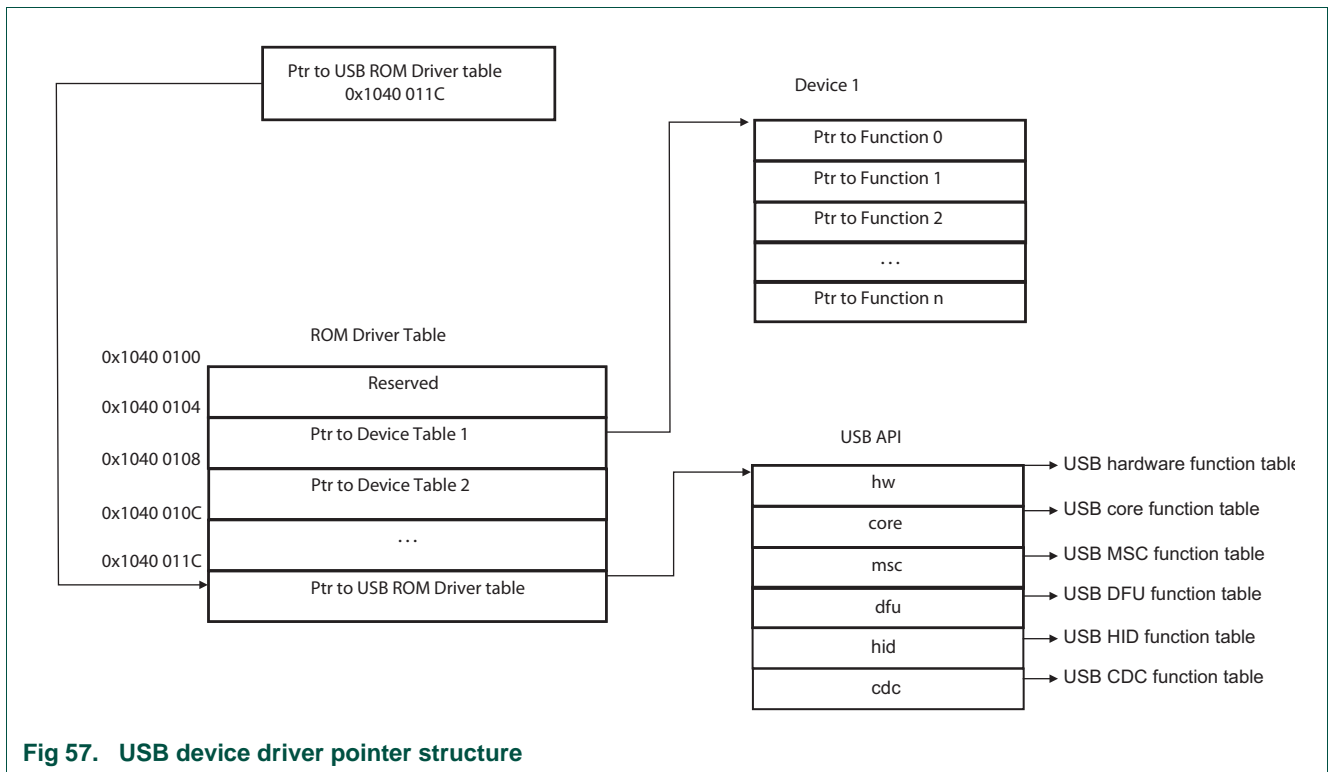 Ptr to USB ROM Driver table
0x1040 011C
Device 1
Ptr to Function 0
Ptr to Function 1
Ptr to Function 2
...
Ptr to Function n
ROM Driver Table
0x1040 0100
Reserved
0x1040 0104
Ptr to Device Table 1
0x1040 0108
Ptr to Device Table 2
0x1040 010C
...
0x1040 011C
Ptr to USB ROM Driver table
USB API
hw
USB hardware function table
core
USB core function table
msc
USB MSC function table
dfu
USB DFU function table
hid
USB HID function table
cdc
USB CDC function table
Fig 57. USB device driver pointer structure